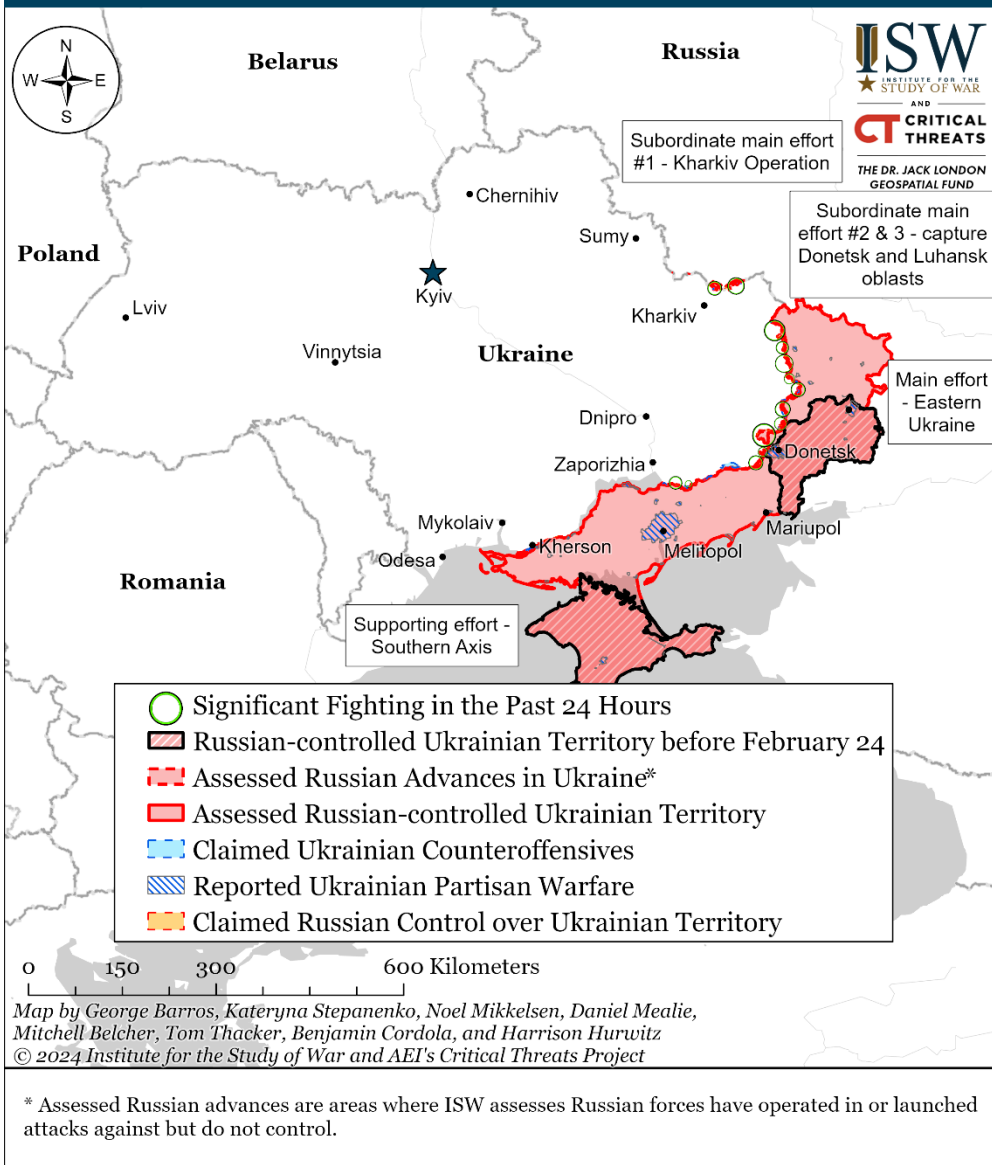 N
W
E
S
Belarus
Russia
ISW
INSTITUTE FOR THE
STUDY OF WAR
AND
CT CRITICAL
THREATS
THE DR. JACK LONDON
GEOSPATIAL FUND
Subordinate main effort
#1 - Kharkiv Operation
Subordinate main
effort #2 & 3 - capture
Donetsk and Luhansk
oblasts
Chernihiv
Sumy
Poland
Kyiv
Lviv
Kharkiv
Vinnytsia
Ukraine
Main effort
- Eastern
Ukraine
Dnipro
Donetsk
Zaporizhia
Mykolaiv
Mariupol
Kherson
Melitopol
Odesa
Romania
Supporting effort -
Southern Axis
Significant Fighting in the Past 24 Hours
Russian-controlled Ukrainian Territory before February 24
Assessed Russian Advances in Ukraine*
Assessed Russian-controlled Ukrainian Territory
Claimed Ukrainian Counteroffensives
Reported Ukrainian Partisan Warfare
Claimed Russian Control over Ukrainian Territory
0 150 300 600 Kilometers
Map by George Barros, Kateryna Stepanenko, Noel Mikkelsen, Daniel Mealie,
Mitchell Belcher, Tom Thacker, Benjamin Cordola, and Harrison Hurwitz
© 2024 Institute for the Study of War and AEI's Critical Threats Project
* Assessed Russian advances are areas where ISW assesses Russian forces have operated in or launched
attacks against but do not control.